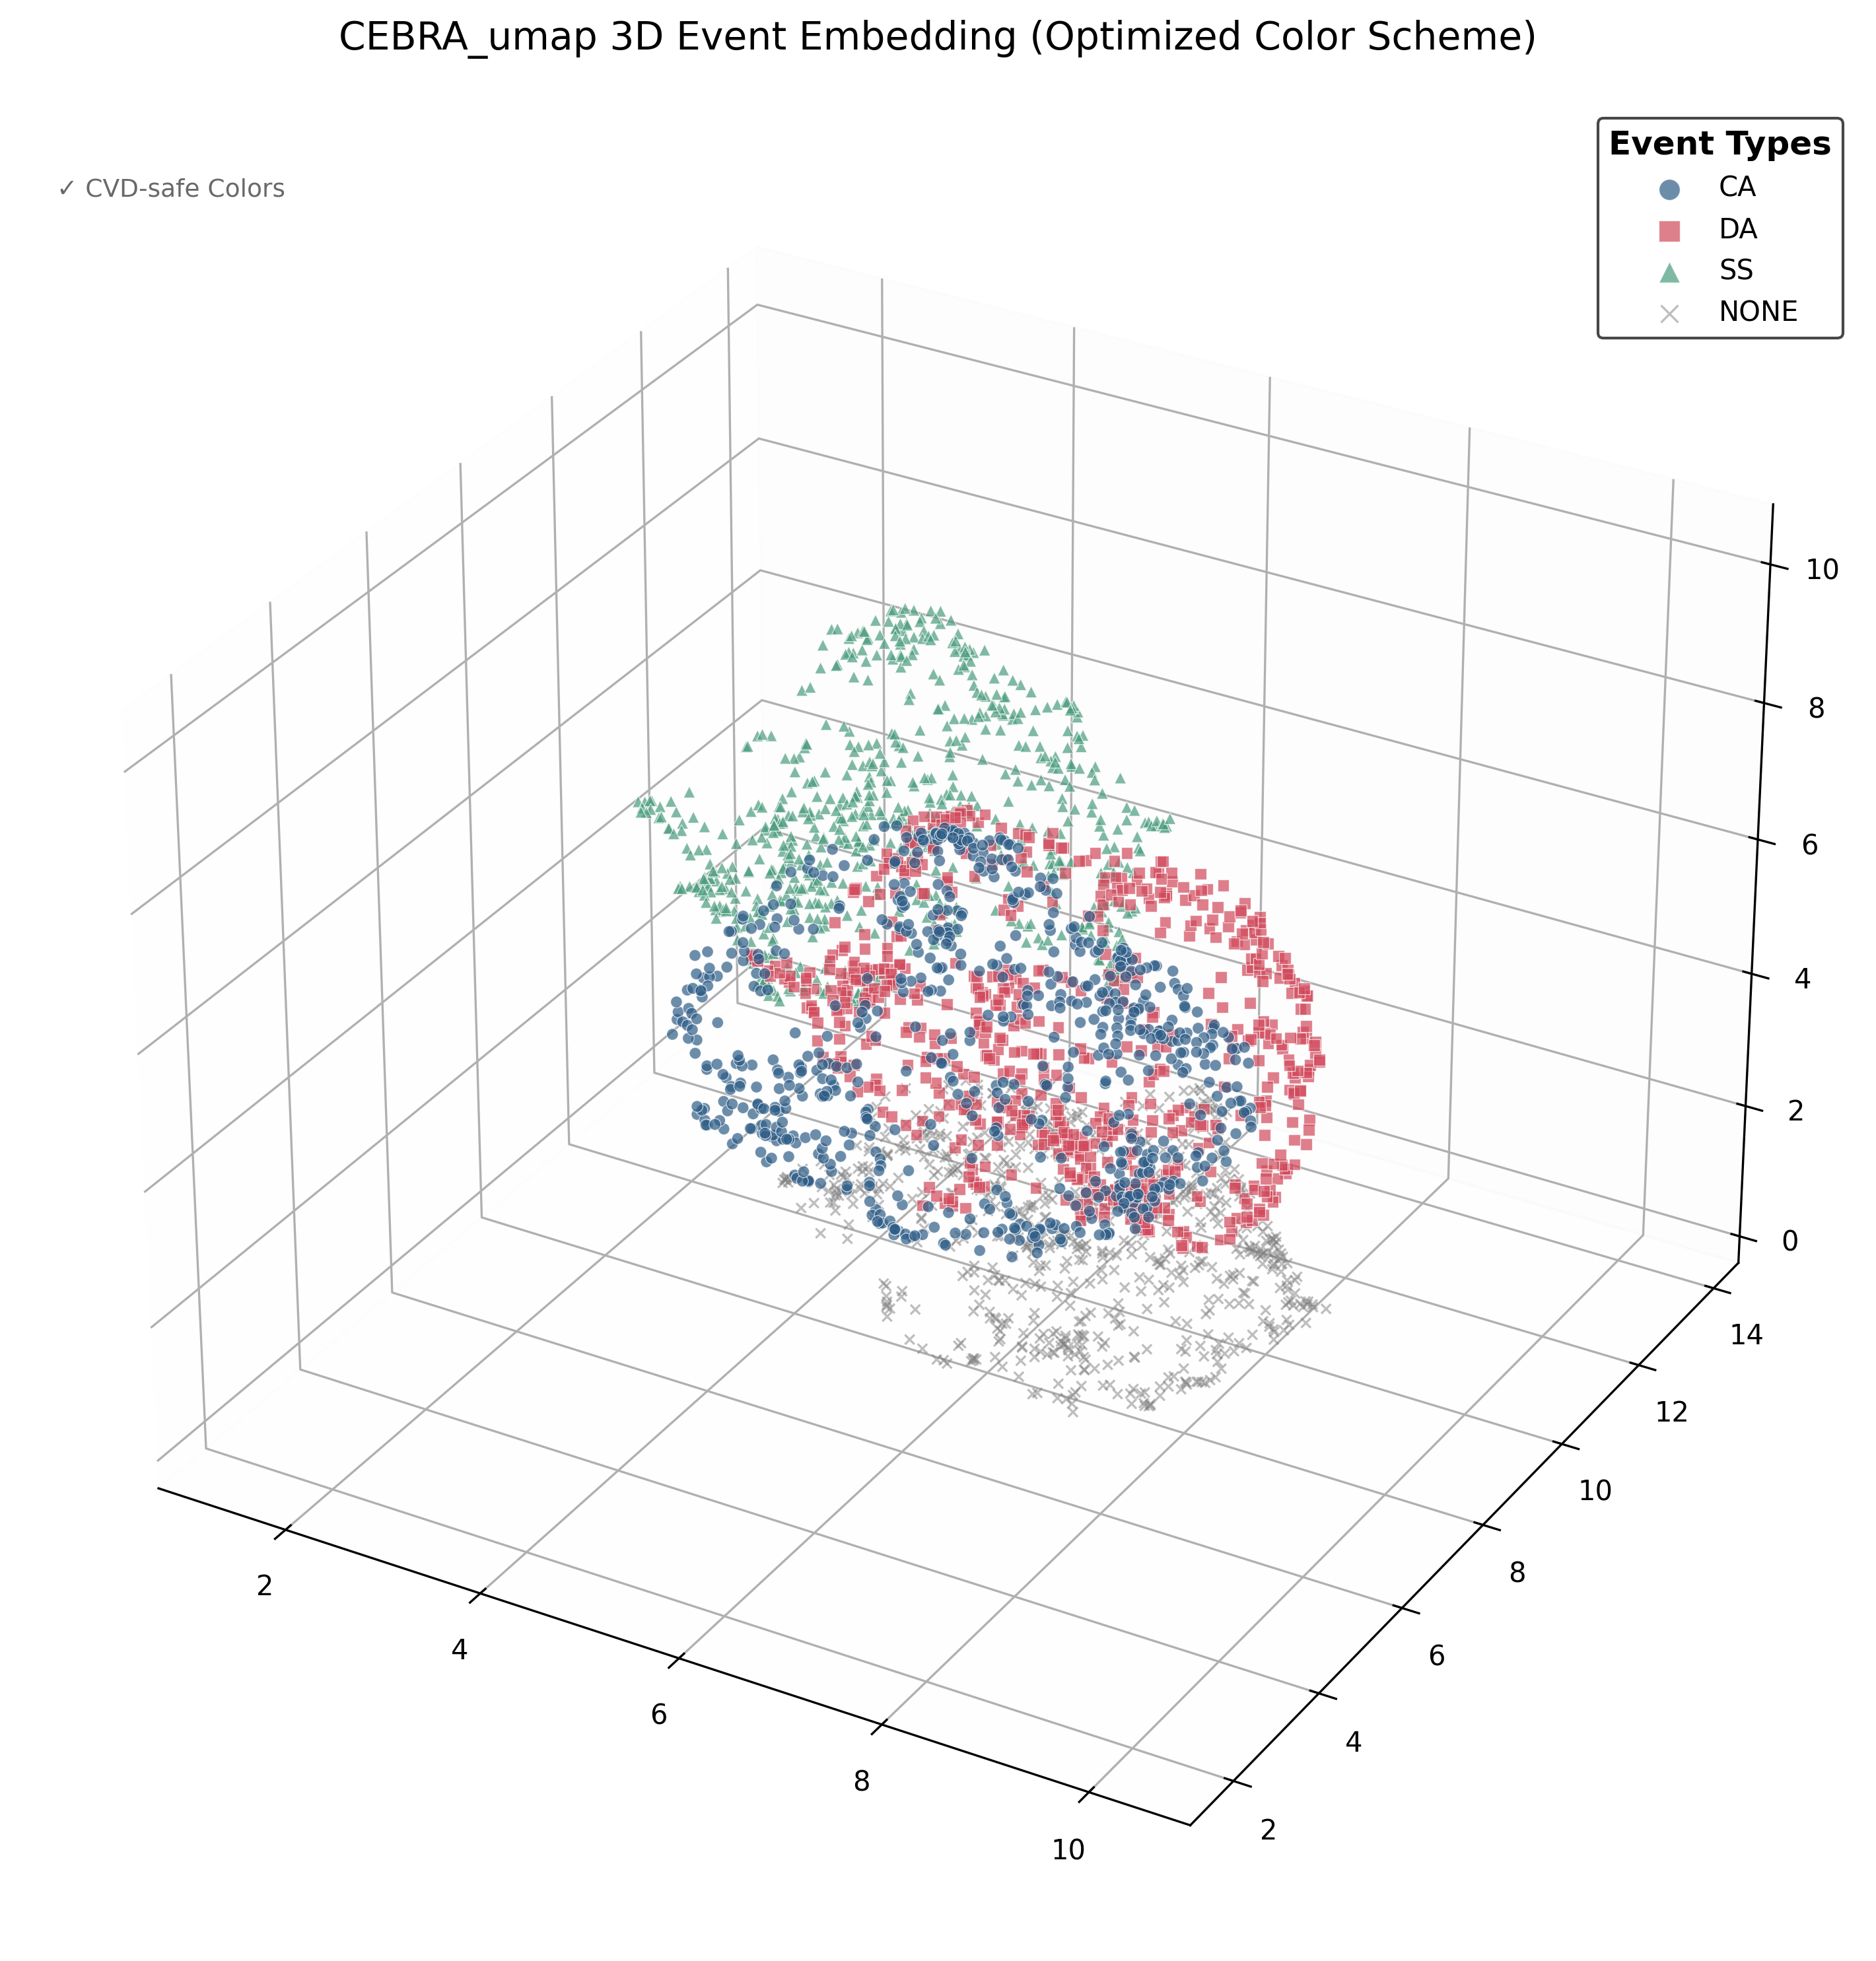 CEBRA_umap 3D Event Embedding (Optimized Color Scheme)
✓ CVD-safe Colors
Event Types
CA
DA
SS
NONE
10
8
6
4
2
0
14
12
10
8
6
4
2
2
4
6
8
10